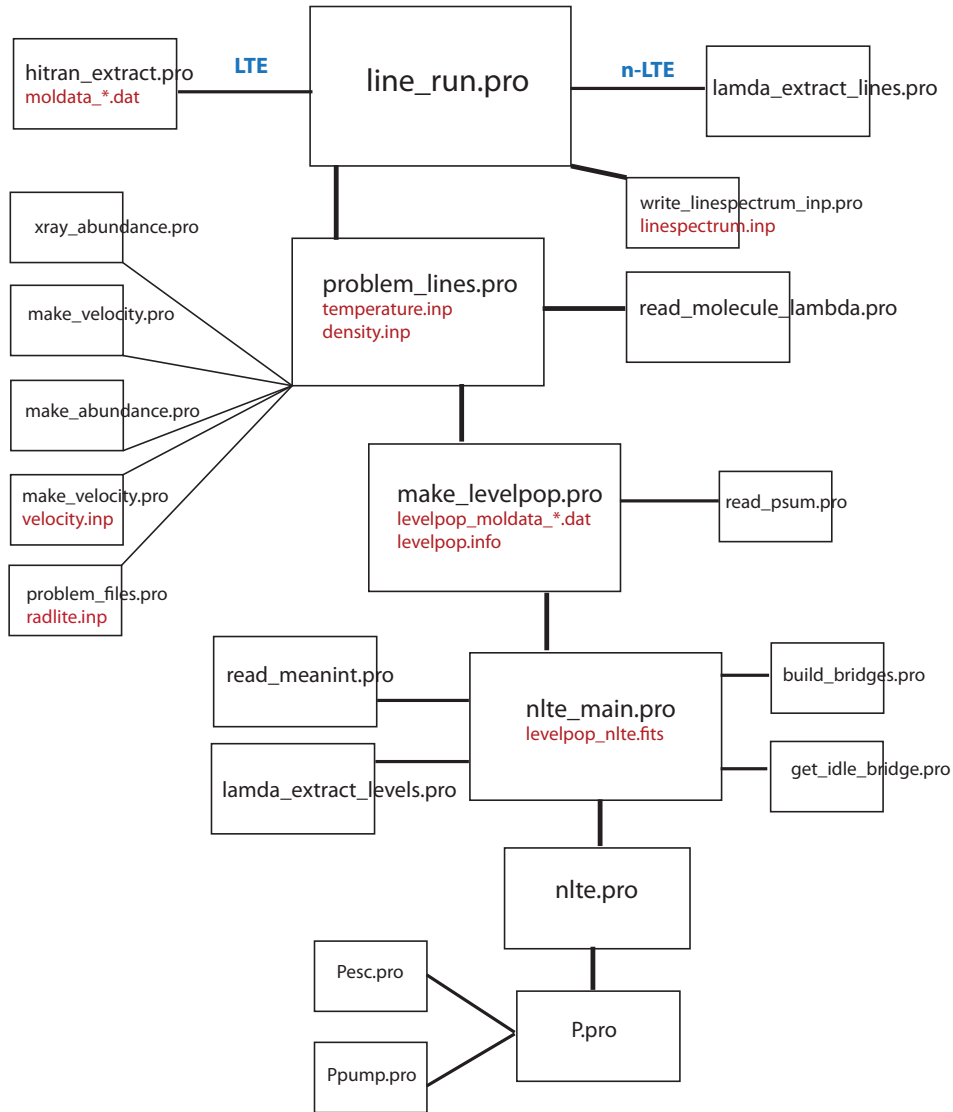 hitran_extract.pro
moldata_*.dat
LTE
line_run.pro
n-LTE
lamda_extract_lines.pro
write_linespectrum_inp.pro
linespectrum.inp
xray_abundance.pro
make_velocity.pro
make_abundance.pro
make_velocity.pro
velocity.inp
problem_files.pro
radlite.inp
problem_lines.pro
temperature.inp
density.inp
read_molecule_lambda.pro
make_levelpop.pro
levelpop_moldata_*.dat
levelpop.info
read_psum.pro
read_meanint.pro
lamda_extract_levels.pro
nlte_main.pro
levelpop_nlte.fits
build_bridges.pro
get_idle_bridge.pro
nlte.pro
Pesc.pro
Ppump.pro
P.pro